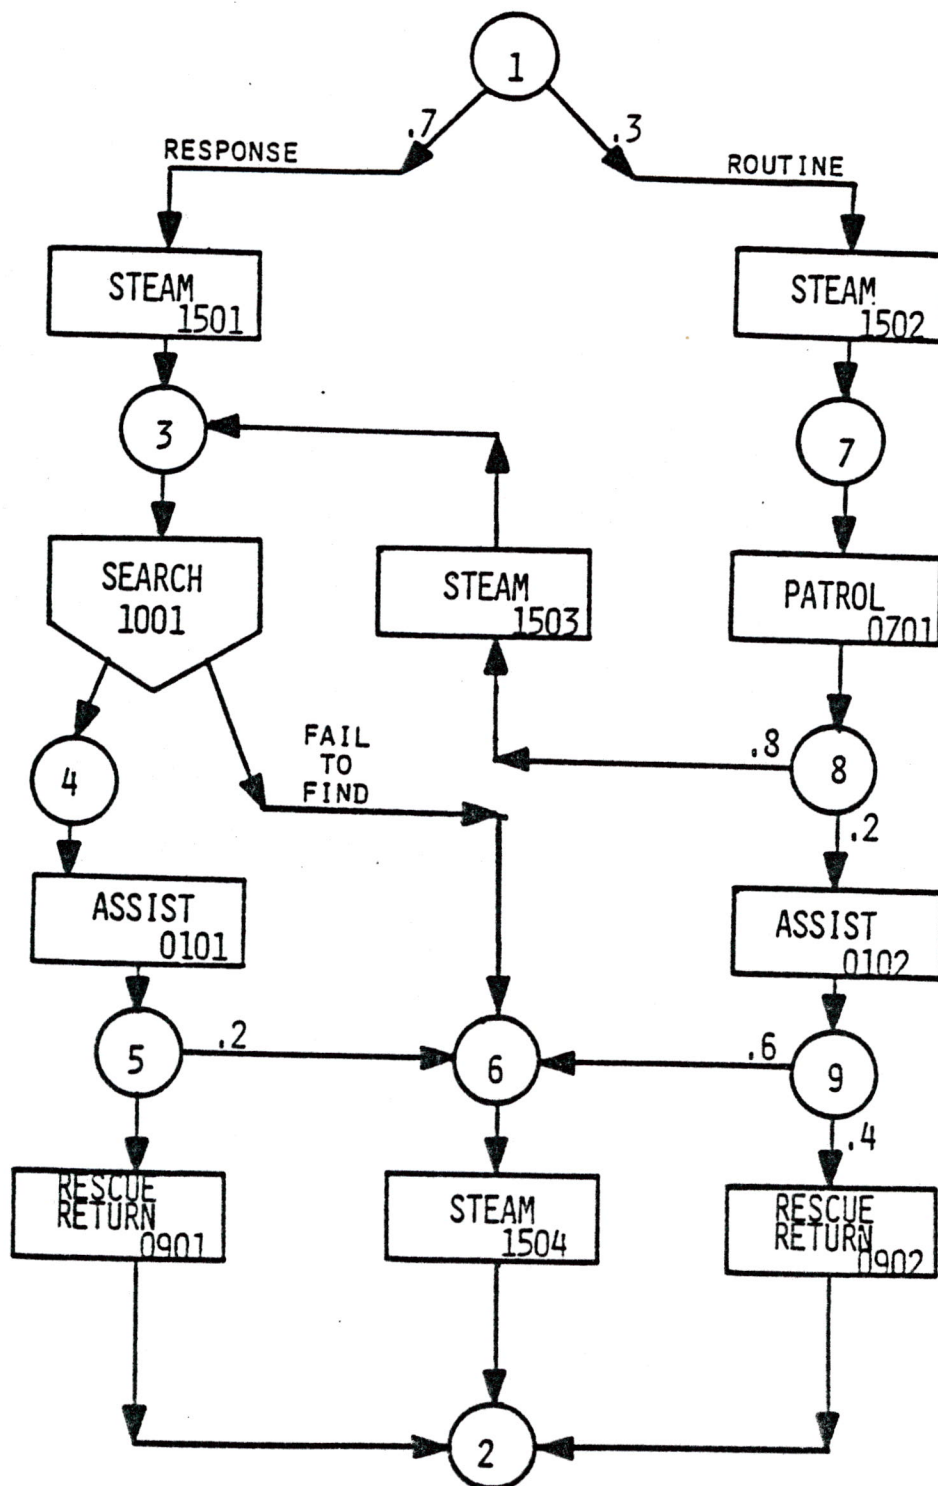 1
.7
.3
RESPONSE
ROUTINE
STEAM
1501
STEAM
1502
3
7
SEARCH
1001
STEAM
1503
PATROL
0701
4
FAIL
TO
FIND
.8
8
.2
ASSIST
0101
ASSIST
0102
5
.2
6
.6
9
.4
RESCUE
RETURN
0901
STEAM
1504
RESCUE
RETURN
0902
2